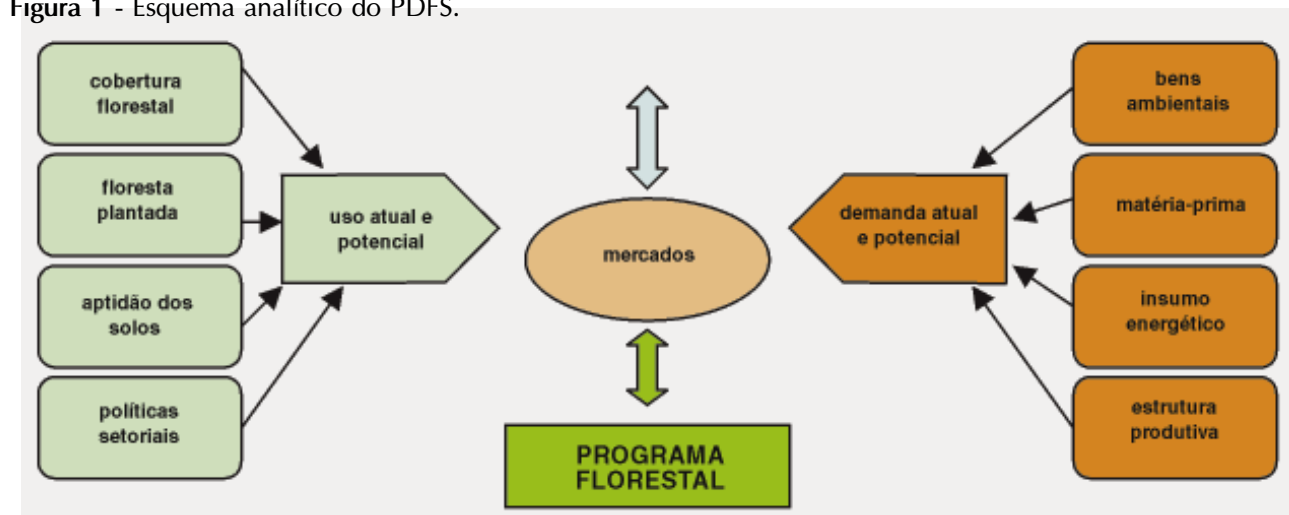 Figura 1 - Esquema analítico do PDFS.
cobertura
florestal
floresta
plantada
aptidão dos
solos
políticas
setoriais
uso atual e
potencial
mercados
PROGRAMA
FLORESTAL
demanda atual
e potencial
bens
ambientais
matéria-prima
insumo
energético
estrutura
produtiva